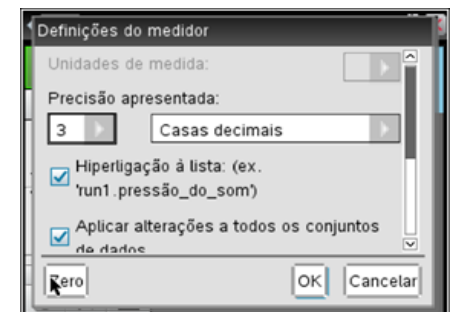 Definições do medidor
Unidades de medida:
Precisão apresentada:
3 Casas decimais
Hiperligação á lista: (ex.
'run1.pressão_do_som')
Aplicar alterações a todos os conjuntos
de dados
Zero OK Cancelar